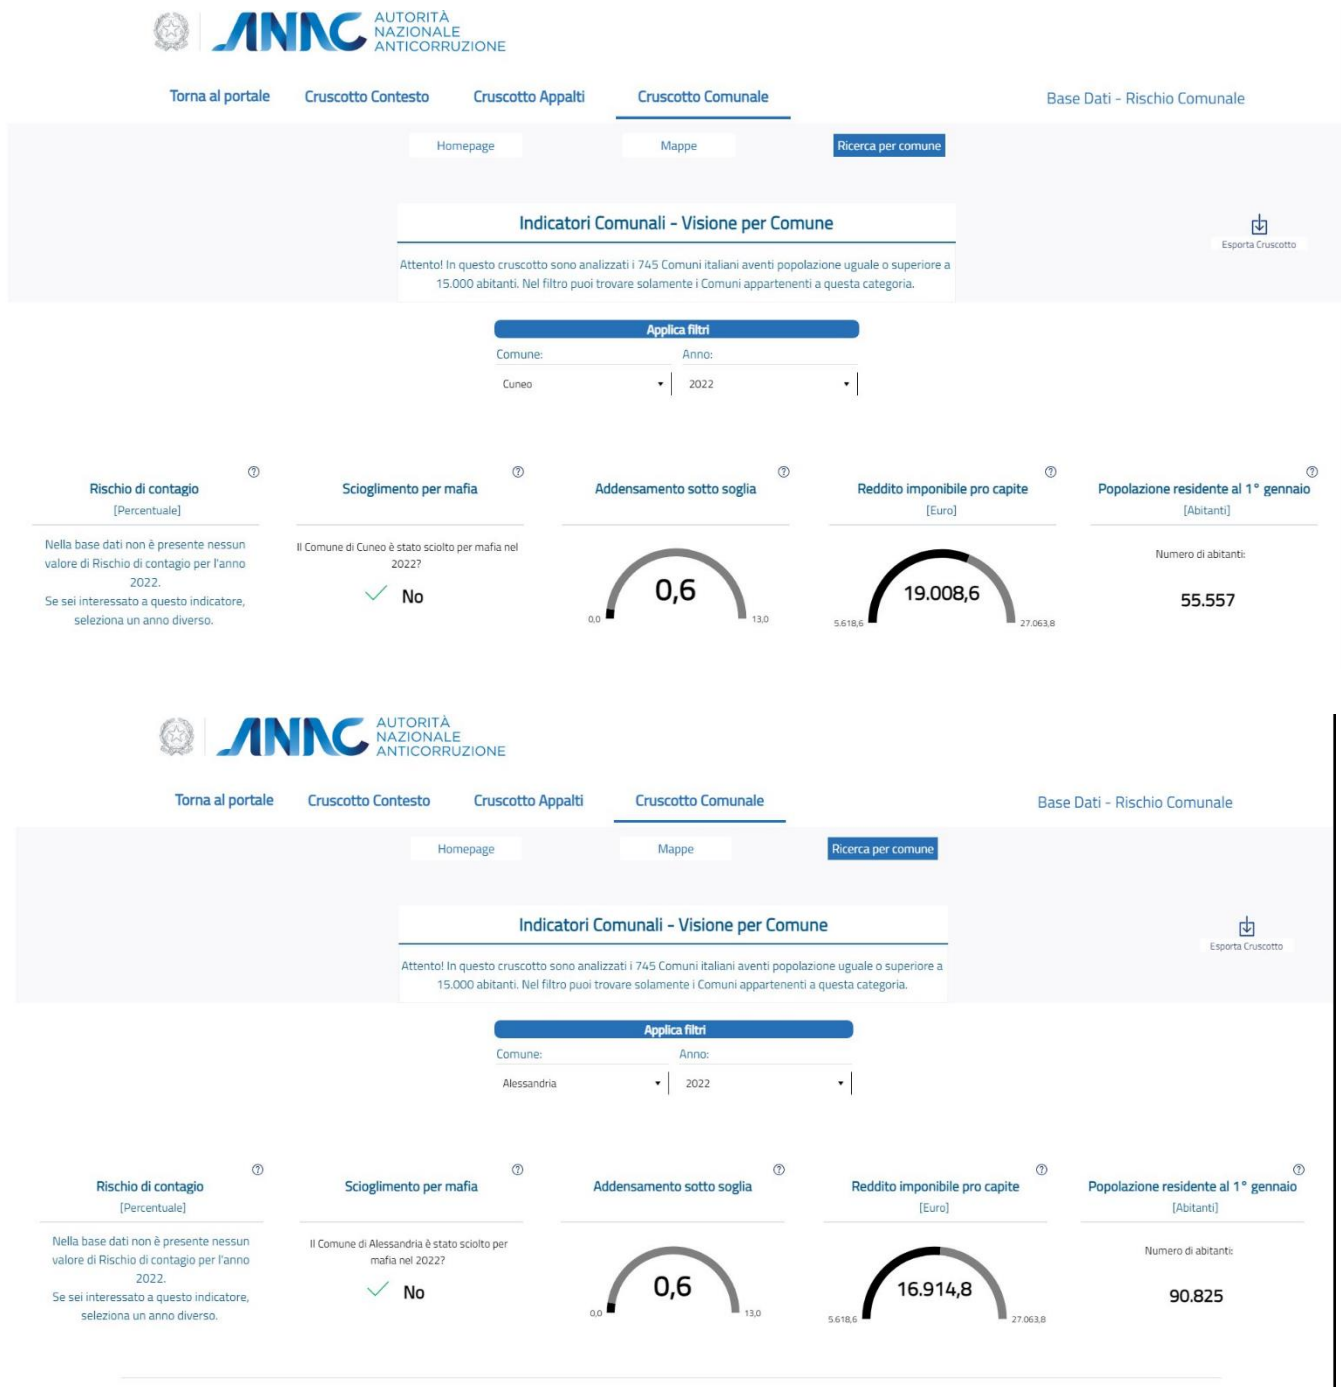 ANAC AUTORITÀ
NAZIONALE
ANTICORRUZIONE
Torna al portale Cruscotto Contesto Cruscotto Appalti Cruscotto Comunale Base Dati - Rischio Comunale
Homepage Mappe Ricerca per comune
Indicatori Comunali - Visione per Comune
Esporta Cruscotto
Attento! In questo cruscotto sono analizzati i 745 Comuni italiani aventi popolazione uguale o superiore a
15.000 abitanti. Nel filtro puoi trovare solamente i Comuni appartenenti a questa categoria.
Applica filtri
Comune: Anno:
Cuneo 2022
Rischio di contagio
[Percentuale]
Nella base dati non è presente nessun
valore di Rischio di contagio per l'anno
2022.
Se sei interessato a questo indicatore,
seleziona un anno diverso.
Scioglimento per mafia
Il Comune di Cuneo è stato sciolto per mafia nel
2022?
No
Addensamento sotto soglia
0,6
0,0 13,0
Reddito imponibile pro capite
[Euro]
19.008,6
5.618,6 27.063,8
Popolazione residente al 1° gennaio
[Abitanti]
Numero di abitanti:
55.557
ANAC AUTORITÀ
NAZIONALE
ANTICORRUZIONE
Torna al portale Cruscotto Contesto Cruscotto Appalti Cruscotto Comunale Base Dati - Rischio Comunale
Homepage Mappe Ricerca per comune
Indicatori Comunali - Visione per Comune
Esporta Cruscotto
Attento! In questo cruscotto sono analizzati i 745 Comuni italiani aventi popolazione uguale o superiore a
15.000 abitanti. Nel filtro puoi trovare solamente i Comuni appartenenti a questa categoria.
Applica filtri
Comune: Anno:
Alessandria 2022
Rischio di contagio
[Percentuale]
Nella base dati non è presente nessun
valore di Rischio di contagio per l'anno
2022.
Se sei interessato a questo indicatore,
seleziona un anno diverso.
Scioglimento per mafia
Il Comune di Alessandria è stato sciolto per
mafia nel 2022?
No
Addensamento sotto soglia
0,6
0,0 13,0
Reddito imponibile pro capite
[Euro]
16.914,8
5.618,6 27.063,8
Popolazione residente al 1° gennaio
[Abitanti]
Numero di abitanti:
90.825